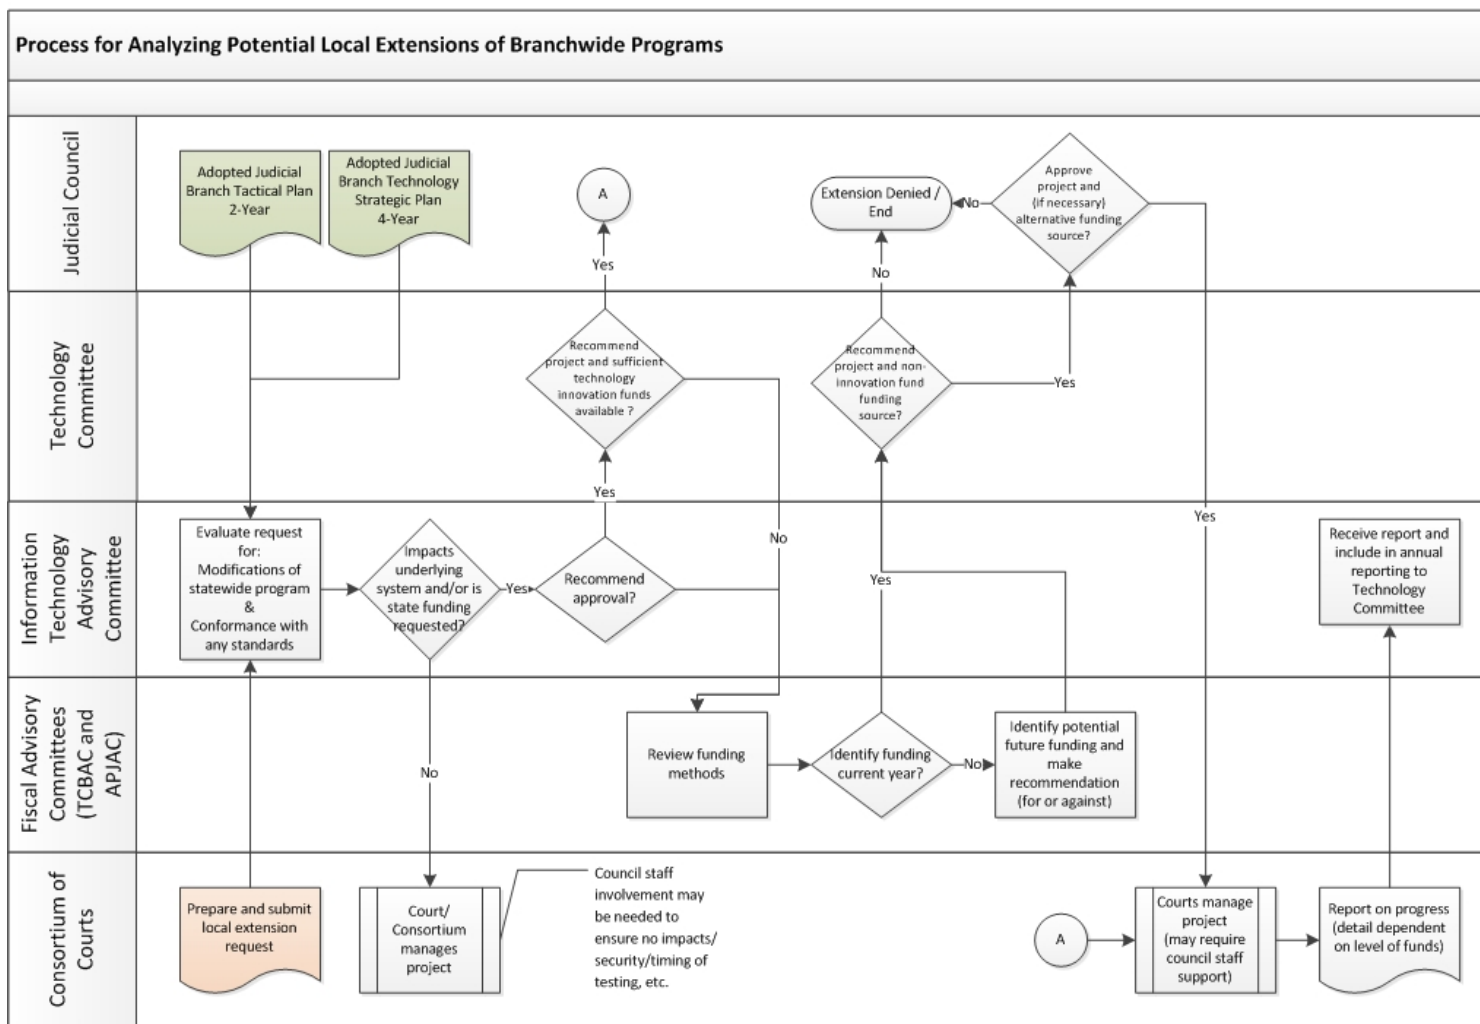 Process for Analyzing Potential Local Extensions of Branchwide Programs
Judicial Council
Adopted Judicial
Branch Tactical Plan
2-Year
Adopted Judicial
Branch Technology
Strategic Plan
4-Year
A
Yes
Extension Denied /
End
No
Approve
project and
(if necessary)
alternative funding
source?
No
Technology
Committee
Recommend
project and sufficient
technology
innovation funds
available ?
Recommend
project and non-
innovation fund
funding
source?
Yes
Yes
No
Yes
Yes
Information
Technology
Advisory
Committee
Evaluate request
for:
Modifications of
statewide program
&
Conformance with
any standards
Impacts
underlying
system and/or is
state funding
requested?
Yes
Recommend
approval?
Receive report and
include in annual
reporting to
Technology
Committee
Fiscal Advisory
Committees
(TCBAC and
APJAC)
No
Review funding
methods
Identify funding
current year?
No
Identify potential
future funding and
make
recommendation
(for or against)
Consortium of
Courts
Prepare and submit
local extension
request
Court/
Consortium
manages
project
Council staff
involvement may
be needed to
ensure no impacts/
security/timing of
testing, etc.
A
Courts manage
project
(may require
council staff
support)
Report on progress
(detail dependent
on level of funds)